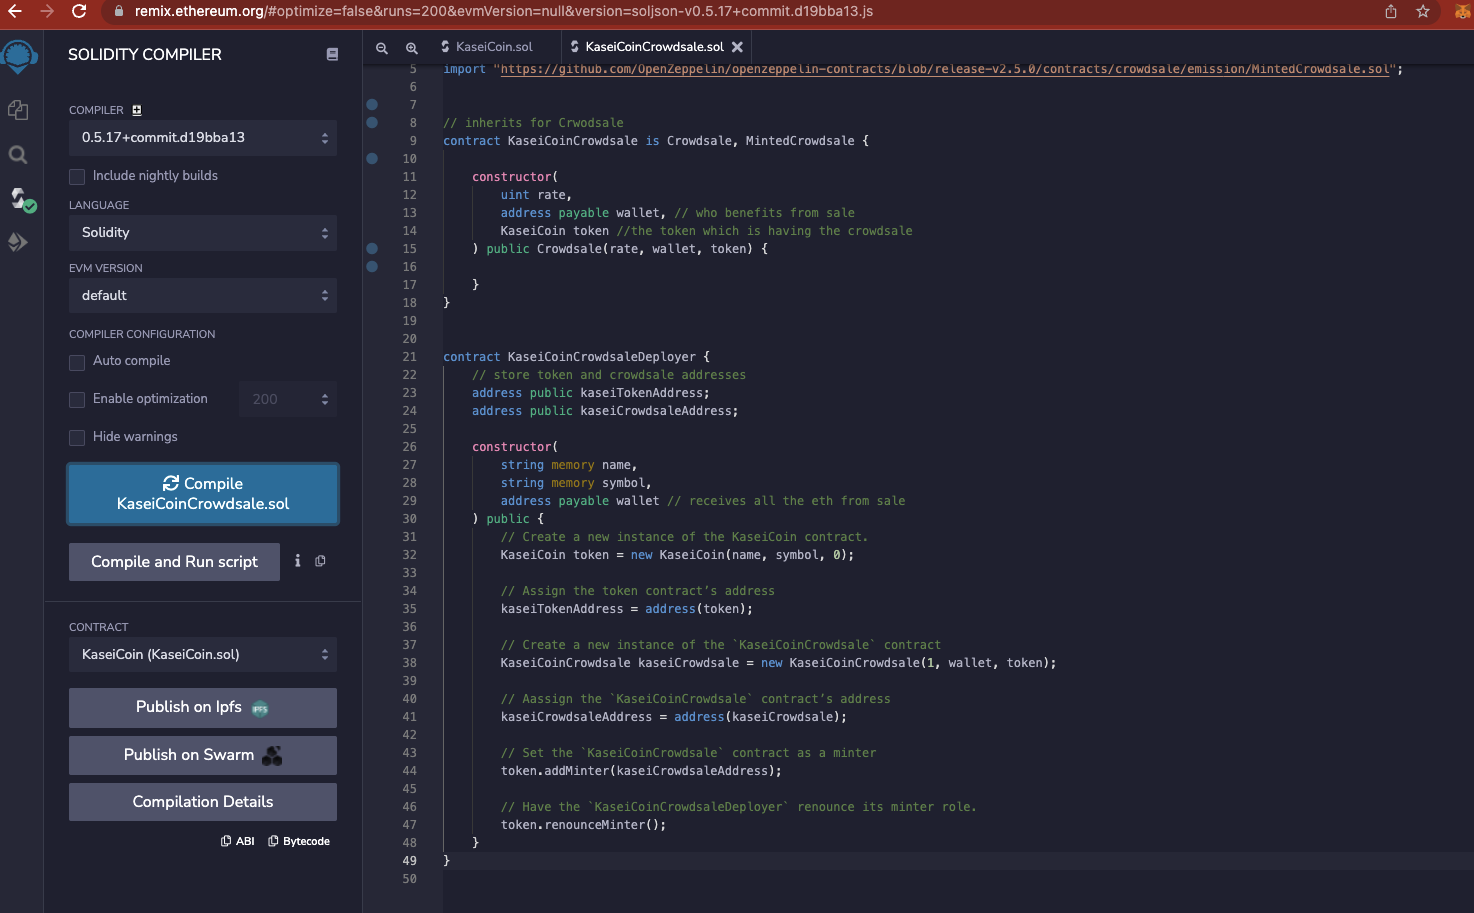 remix.ethereum.org/#optimize=false&runs=200&evmVersion=null&version=soljson-v0.5.17+commit.d19bba13.js
SOLIDITY COMPILER
COMPILER
0.5.17+commit.d19bba13
Include nightly builds
LANGUAGE
Solidity
EVM VERSION
default
COMPILER CONFIGURATION
Auto compile
Enable optimization
200
Hide warnings
Compile
KaseiCoinCrowdsale.sol
Compile and Run script
CONTRACT
KaseiCoin (KaseiCoin.sol)
Publish on Ipfs
IPFS
Publish on Swarm
Compilation Details
ABI
Bytecode
KaseiCoin.sol
KaseiCoinCrowdsale.sol
5 import "https://github.com/OpenZeppelin/openzeppelin-contracts/blob/release-v2.5.0/contracts/crowdsale/emission/MintedCrowdsale.sol";
6
7
8 // inherits for Crwodsale
9 contract KaseiCoinCrowdsale is Crowdsale, MintedCrowdsale {
10
11 constructor(
12 uint rate,
13 address payable wallet, // who benefits from sale
14 KaseiCoin token //the token which is having the crowdsale
15 ) public Crowdsale(rate, wallet, token) {
16
17 }
18 }
19
20
21 contract KaseiCoinCrowdsaleDeployer {
22 // store token and crowdsale addresses
23 address public kaseiTokenAddress;
24 address public kaseiCrowdsaleAddress;
25
26 constructor(
27 string memory name,
28 string memory symbol,
29 address payable wallet // receives all the eth from sale
30 ) public {
31 // Create a new instance of the KaseiCoin contract.
32 KaseiCoin token = new KaseiCoin(name, symbol, 0);
33
34 // Assign the token contract’s address
35 kaseiTokenAddress = address(token);
36
37 // Create a new instance of the `KaseiCoinCrowdsale` contract
38 KaseiCoinCrowdsale kaseiCrowdsale = new KaseiCoinCrowdsale(1, wallet, token);
39
40 // Aassign the `KaseiCoinCrowdsale` contract’s address
41 kaseiCrowdsaleAddress = address(kaseiCrowdsale);
42
43 // Set the `KaseiCoinCrowdsale` contract as a minter
44 token.addMinter(kaseiCrowdsaleAddress);
45
46 // Have the `KaseiCoinCrowdsaleDeployer` renounce its minter role.
47 token.renounceMinter();
48 }
49 }
50